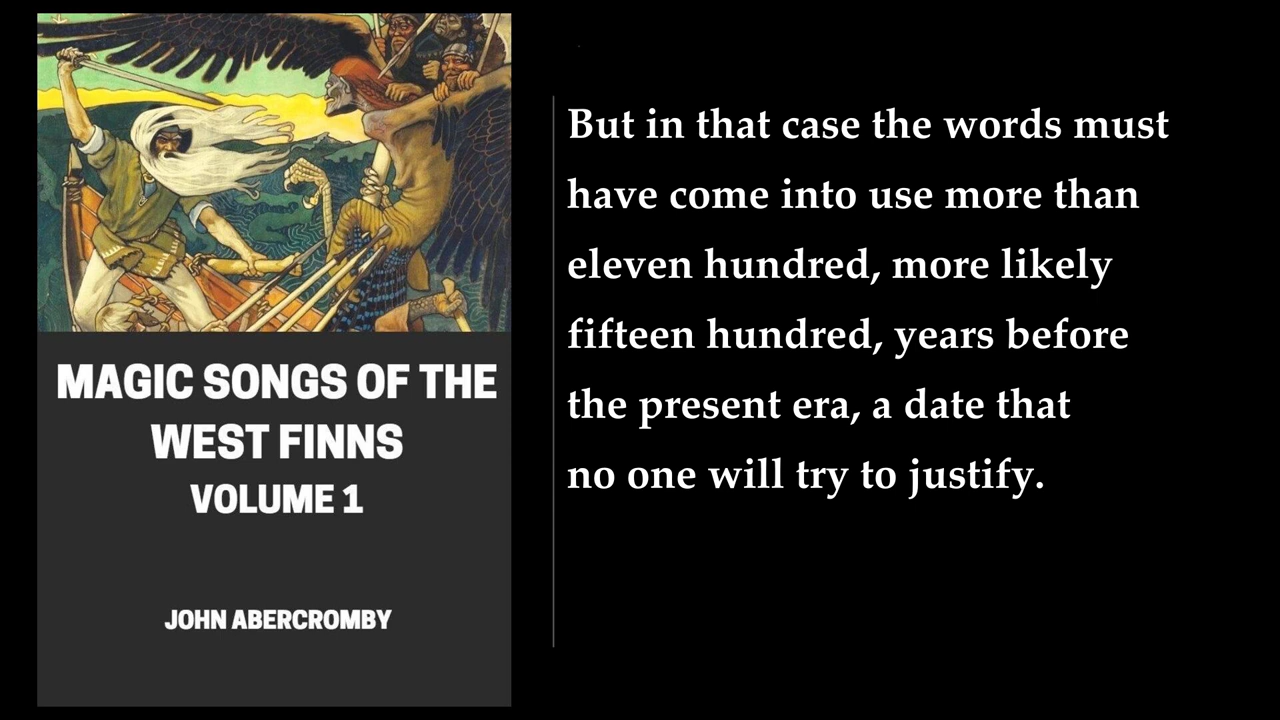 MAGIC SONGS OF THE
WEST FINNS
VOLUME 1
JOHN ABERCROMBY
But in that case the words must
have come into use more than
eleven hundred, more likely
fifteen hundred, years before
the present era, a date that
no one will try to justify.